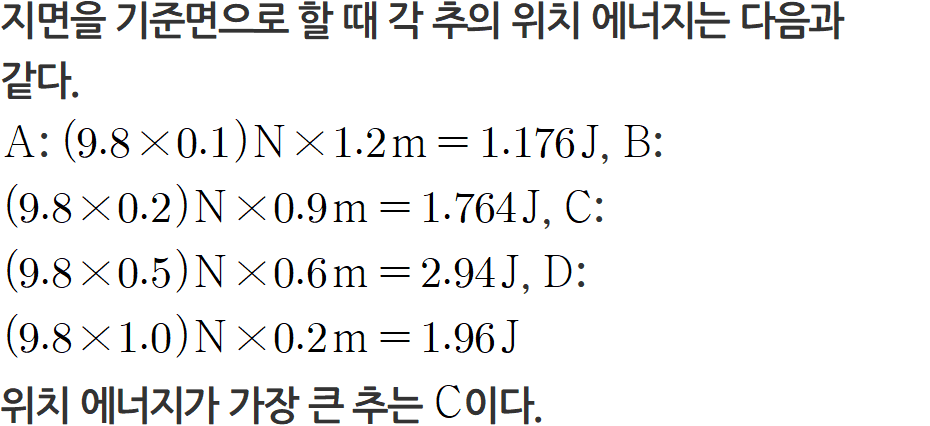 지면을 기준면으로 할 때 각 추의 위치 에너지는 다음과
같다.
A: (9.8×0.1)N×1.2m=1.176J, B:
(9.8×0.2)N×0.9m=1.764J, C:
(9.8×0.5)N×0.6m=2.94J, D:
(9.8×1.0)N×0.2m=1.96J
위치 에너지가 가장 큰 추는 C이다.